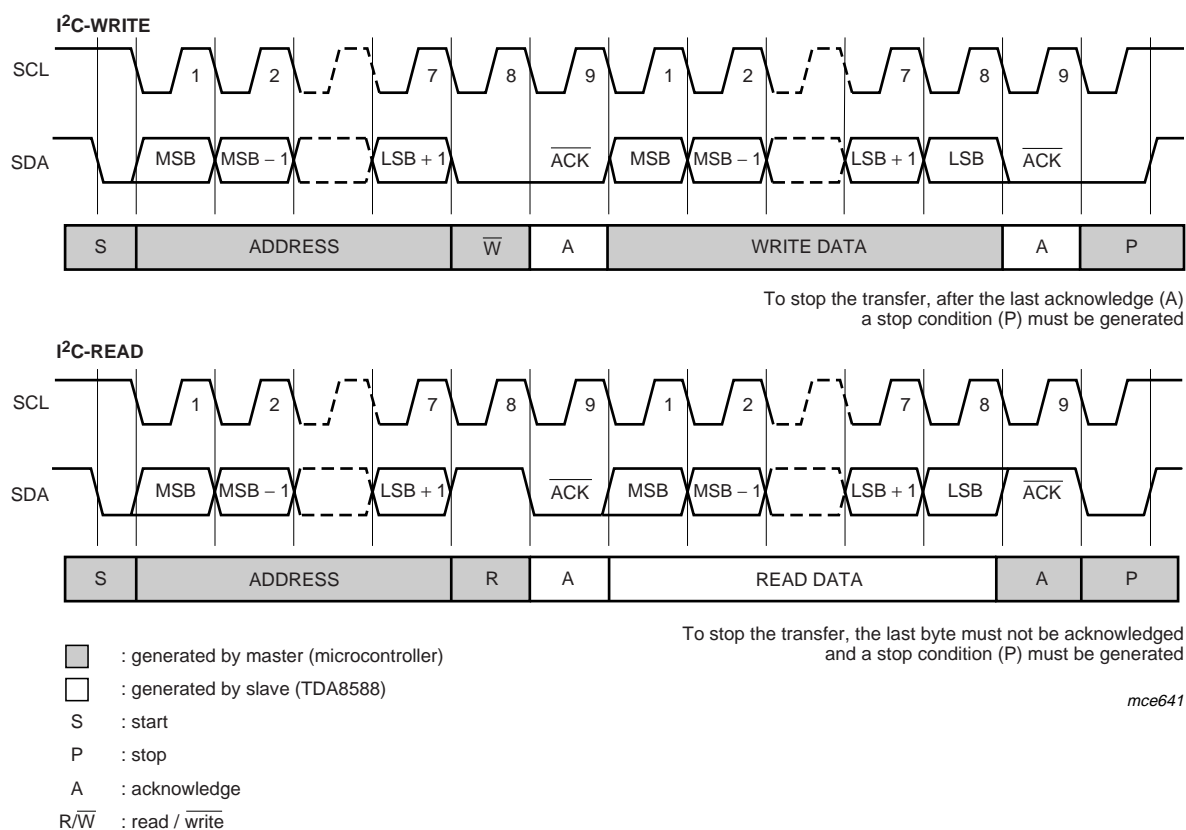 I²C-WRITE
SCL 1 2 7 8 9 1 2 7 8 9
SDA MSB MSB − 1 LSB + 1 A̅C̅K̅ MSB MSB − 1 LSB + 1 LSB A̅C̅K̅
S ADDRESS W̅ A WRITE DATA A P
To stop the transfer, after the last acknowledge (A)
a stop condition (P) must be generated
I²C-READ
SCL 1 2 7 8 9 1 2 7 8 9
SDA MSB MSB − 1 LSB + 1 A̅C̅K̅ MSB MSB − 1 LSB + 1 LSB A̅C̅K̅
S ADDRESS R A READ DATA A P
To stop the transfer, the last byte must not be acknowledged
and a stop condition (P) must be generated
: generated by master (microcontroller)
: generated by slave (TDA8588)
mce641
S : start
P : stop
A : acknowledge
R/W̅ : read / w̅r̅i̅t̅e̅